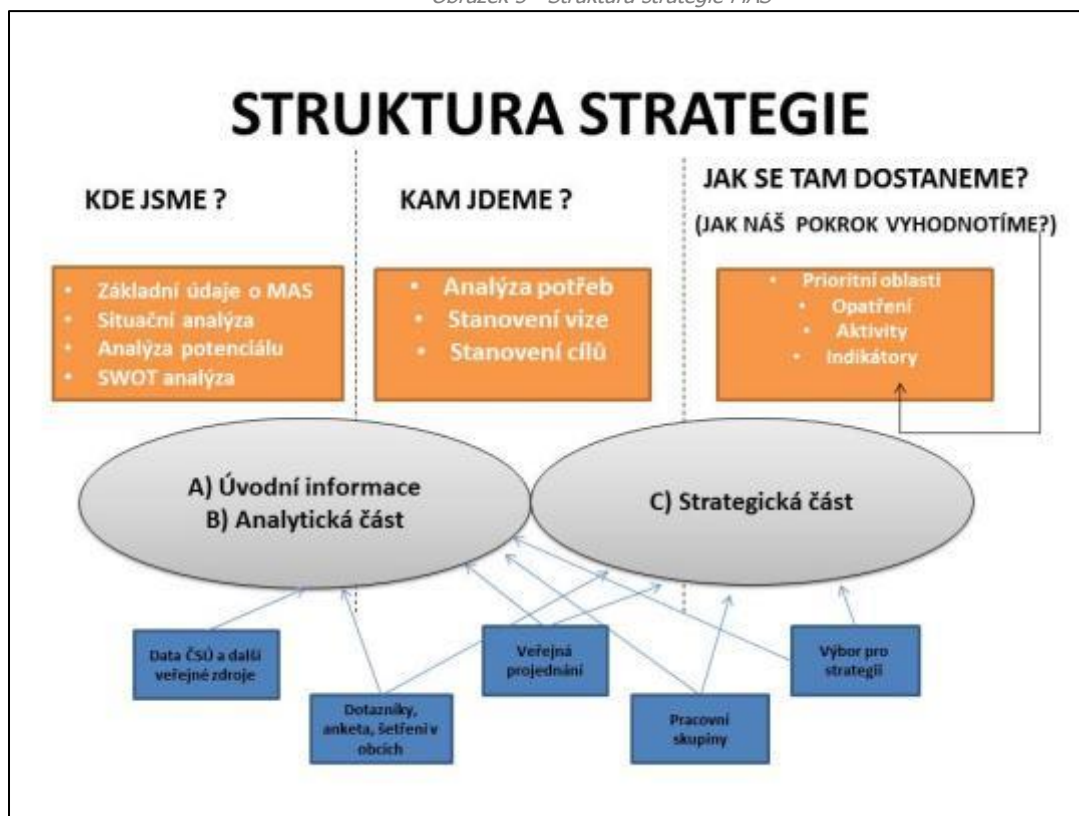 STRUKTURA STRATEGIE
KDE JSME ?
KAM JDEME ?
JAK SE TAM DOSTANEME?
(JAK NÁŠ POKROK VYHODNOTÍME?)
• Základní údaje o MAS
• Situační analýza
• Analýza potenciálu
• SWOT analýza
• Analýza potřeb
• Stanovení vize
• Stanovení cílů
• Prioritní oblasti
• Opatření
• Aktivity
• Indikátory
A) Úvodní informace
B) Analytická část
C) Strategická část
Data ČSÚ a další
veřejné zdroje
Dotazníky,
anketa, šetření v
obcích
Veřejná
projednání
Pracovní
skupiny
Výbor pro
strategii